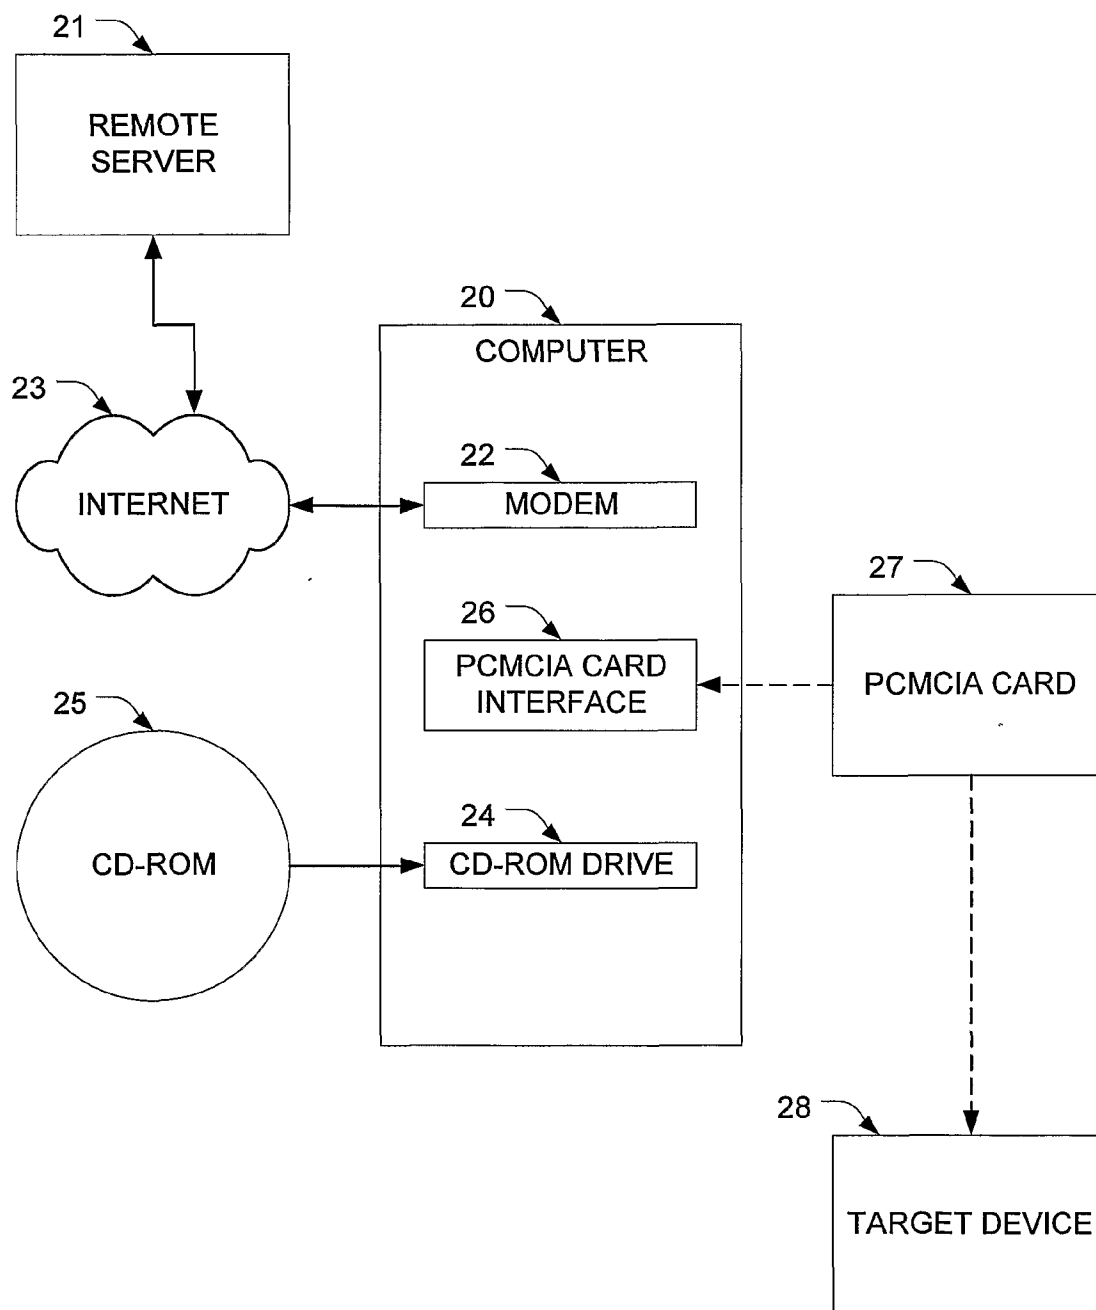 21
REMOTE
SERVER
20
COMPUTER
23
INTERNET
22
MODEM
27
PCMCIA CARD
26
PCMCIA CARD
INTERFACE
25
CD-ROM
24
CD-ROM DRIVE
28
TARGET DEVICE